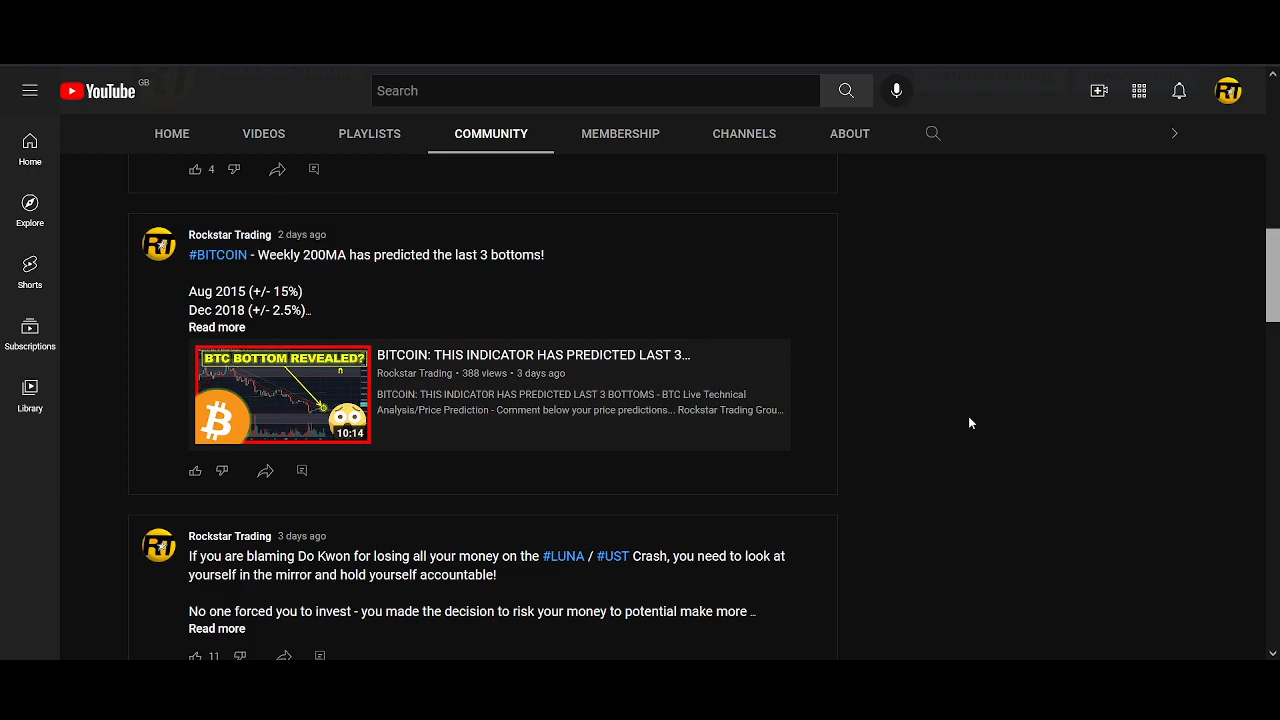 YouTube GB
Search
HOME VIDEOS PLAYLISTS COMMUNITY MEMBERSHIP CHANNELS ABOUT
Home
Explore
Shorts
Subscriptions
Library
4
Rockstar Trading 2 days ago
#BITCOIN - Weekly 200MA has predicted the last 3 bottoms!
Aug 2015 (+/- 15%)
Dec 2018 (+/- 2.5%)...
Read more
BTC BOTTOM REVEALED?
10:14
BITCOIN: THIS INDICATOR HAS PREDICTED LAST 3...
Rockstar Trading • 388 views • 3 days ago
BITCOIN: THIS INDICATOR HAS PREDICTED LAST 3 BOTTOMS - BTC Live Technical
Analysis/Price Prediction - Comment below your price predictions... Rockstar Trading Grou...
Rockstar Trading 3 days ago
If you are blaming Do Kwon for losing all your money on the #LUNA / #UST Crash, you need to look at
yourself in the mirror and hold yourself accountable!
No one forced you to invest - you made the decision to risk your money to potential make more ...
Read more
11